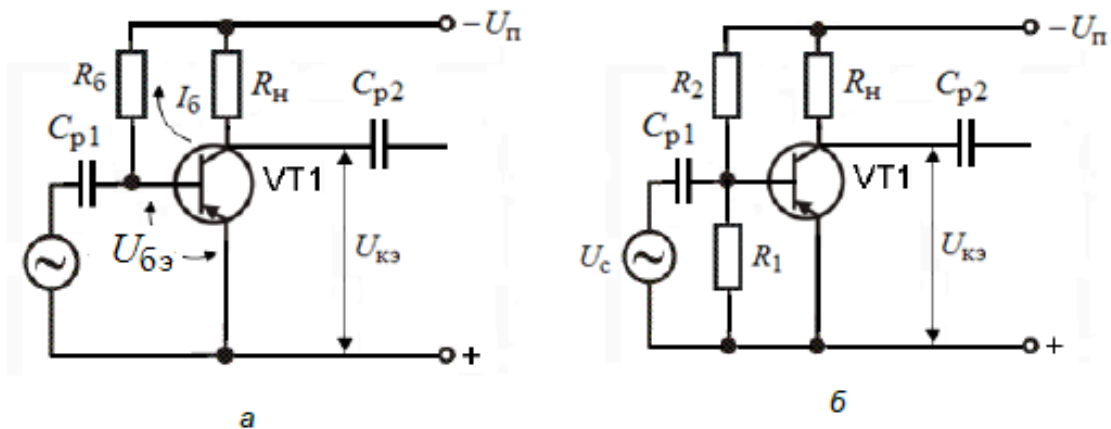 −Uп
Rб
Iб
Rн
Cр2
Cр1
VT1
Uбэ
Uкэ
+
а
−Uп
R2
Rн
Cр2
Cр1
VT1
Uс
R1
Uкэ
+
б